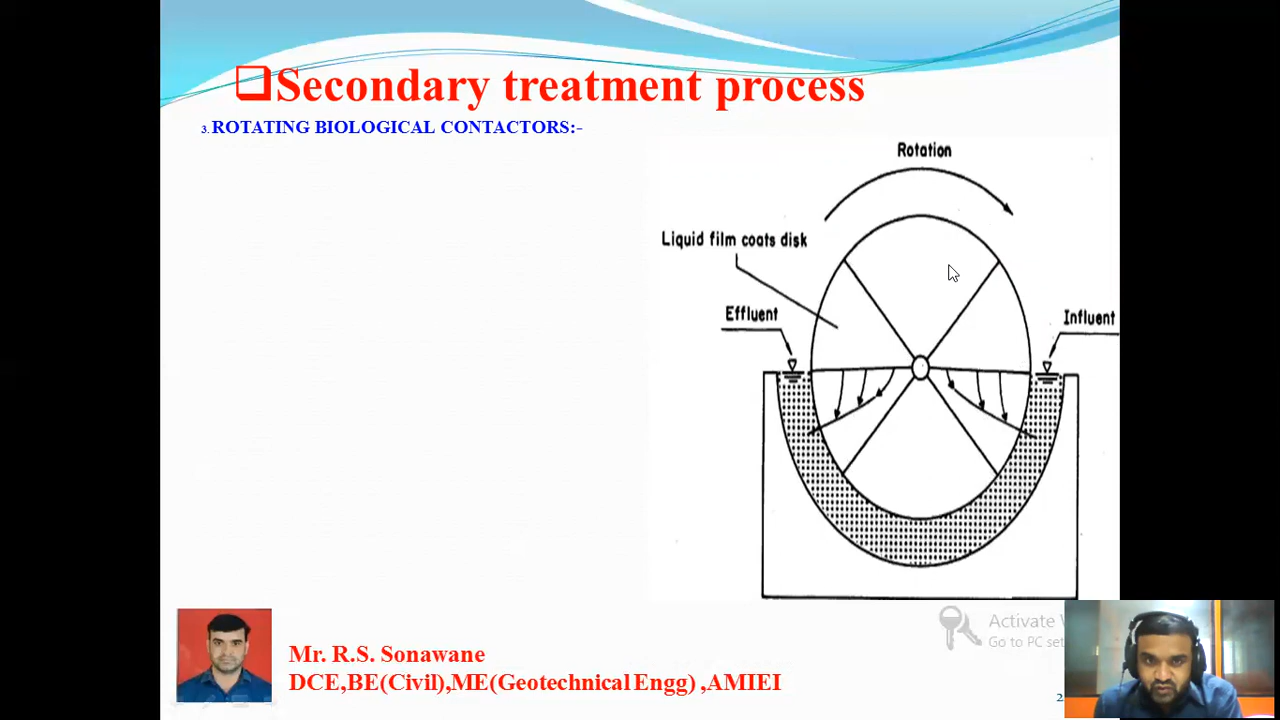 ❑Secondary treatment process
3. ROTATING BIOLOGICAL CONTACTORS:-
Rotation
Liquid film coats disk
Effluent
Influent
Activate
Go to PC set
Mr. R.S. Sonawane
DCE,BE(Civil),ME(Geotechnical Engg) ,AMIEI